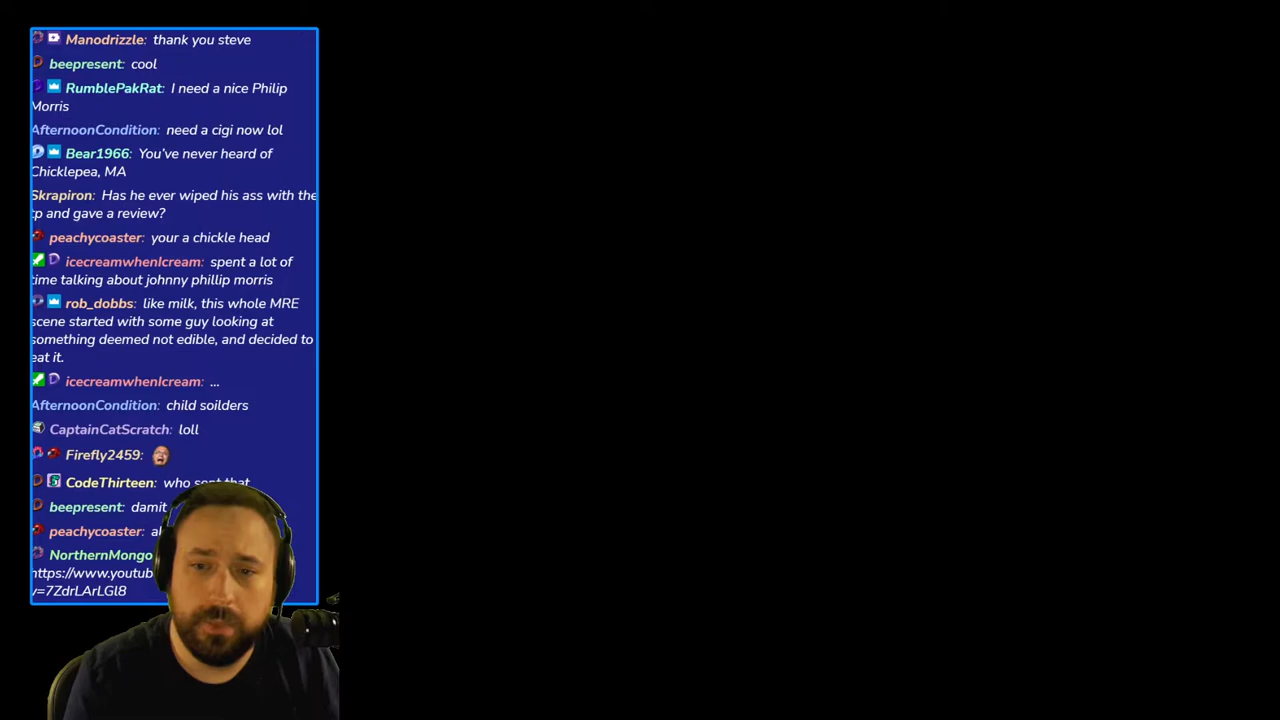 Manodrizzle: thank you steve
beepresent: cool
RumblePakRat: I need a nice Philip
Morris
AfternoonCondition: need a cigi now lol
Bear1966: You've never heard of
Chicklepea, MA
Skrapiron: Has he ever wiped his ass with the
tp and gave a review?
peachycoaster: your a chickle head
icecreamwhenIcream: spent a lot of
time talking about johnny phillip morris
rob_dobbs: like milk, this whole MRE
scene started with some guy looking at
something deemed not edible, and decided to
eat it.
icecreamwhenIcream: ...
AfternoonCondition: child soilders
CaptainCatScratch: loll
Firefly2459:
CodeThirteen: who sent that
beepresent: damit
peachycoaster:
NorthernMongo
https://www.youtub
v=7ZdrLArLGl8